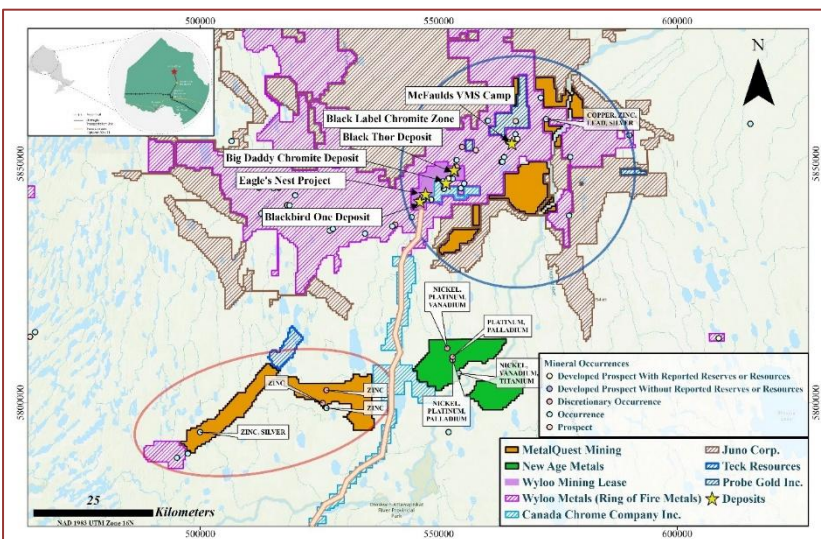 500000
550000
600000
N
McFaulds VMS Camp
Black Label Chromite Zone
Black Thor Deposit
Big Daddy Chromite Deposit
Eagle's Nest Project
Blackbird One Deposit
COPPER, ZINC,
LEAD, SILVER
5850000
5850000
NICKEL,
PLATINUM,
VANADIUM
PLATINUM,
PALLADIUM
NICKEL,
VANADIUM,
TITANIUM
NICKEL,
PLATINUM,
PALLADIUM
ZINC
ZINC
ZINC
ZINC, SILVER
5800000
5800000
Mineral Occurrences
Developed Prospect With Reported Reserves or Resources
Developed Prospect Without Reported Reserves or Resources
Discretionary Occurrence
Occurrence
Prospect
MetalQuest Mining
New Age Metals
Wyloo Mining Lease
Wyloo Metals (Ring of Fire Metals)
Canada Chrome Company Inc.
Juno Corp.
Teck Resources
Probe Gold Inc.
Deposits
25
Kilometers
NAD 1983 UTM Zone 16N
River Provincial
Park
500000
550000
600000